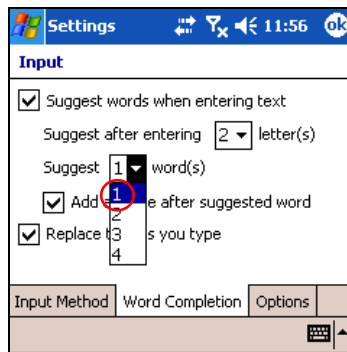 Settings 11:56 ok
Input
Suggest words when entering text
Suggest after entering 2 letter(s)
Suggest 1 word(s)
1
Add e after suggested word
2
Replace t s you type
3
4
Input Method Word Completion Options